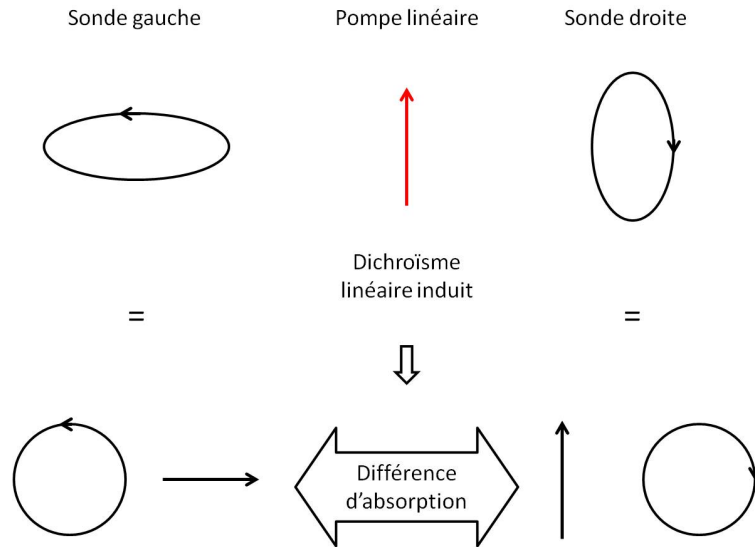 Sonde gauche
Pompe linéaire
Sonde droite
Dichroïsme
linéaire induit
=
=
Différence
d'absorption